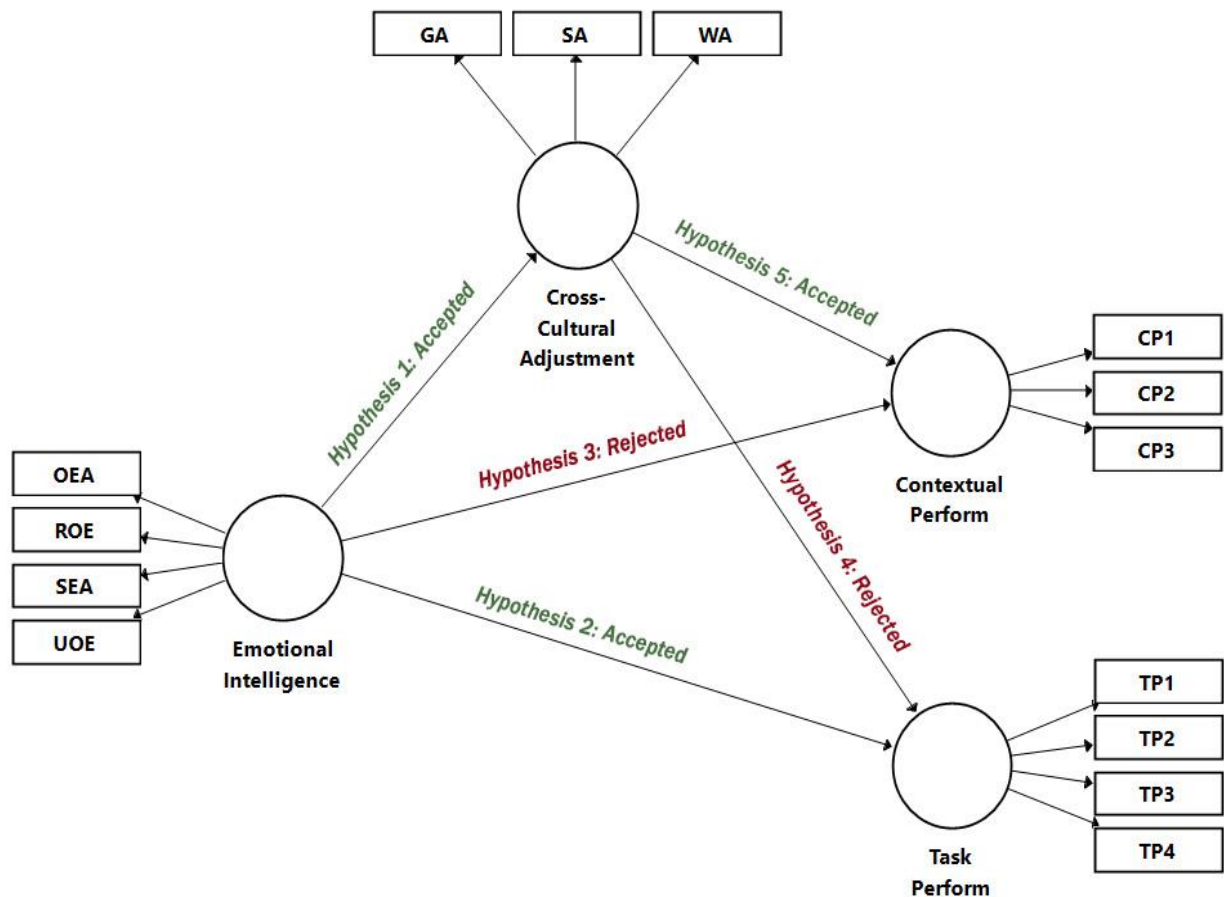 GA
SA
WA
Cross-
Cultural
Adjustment
Hypothesis 1: Accepted
Hypothesis 5: Accepted
Hypothesis 3: Rejected
Hypothesis 4: Rejected
Hypothesis 2: Accepted
OEA
ROE
SEA
UOE
Emotional
Intelligence
CP1
CP2
CP3
Contextual
Perform
TP1
TP2
TP3
TP4
Task
Perform